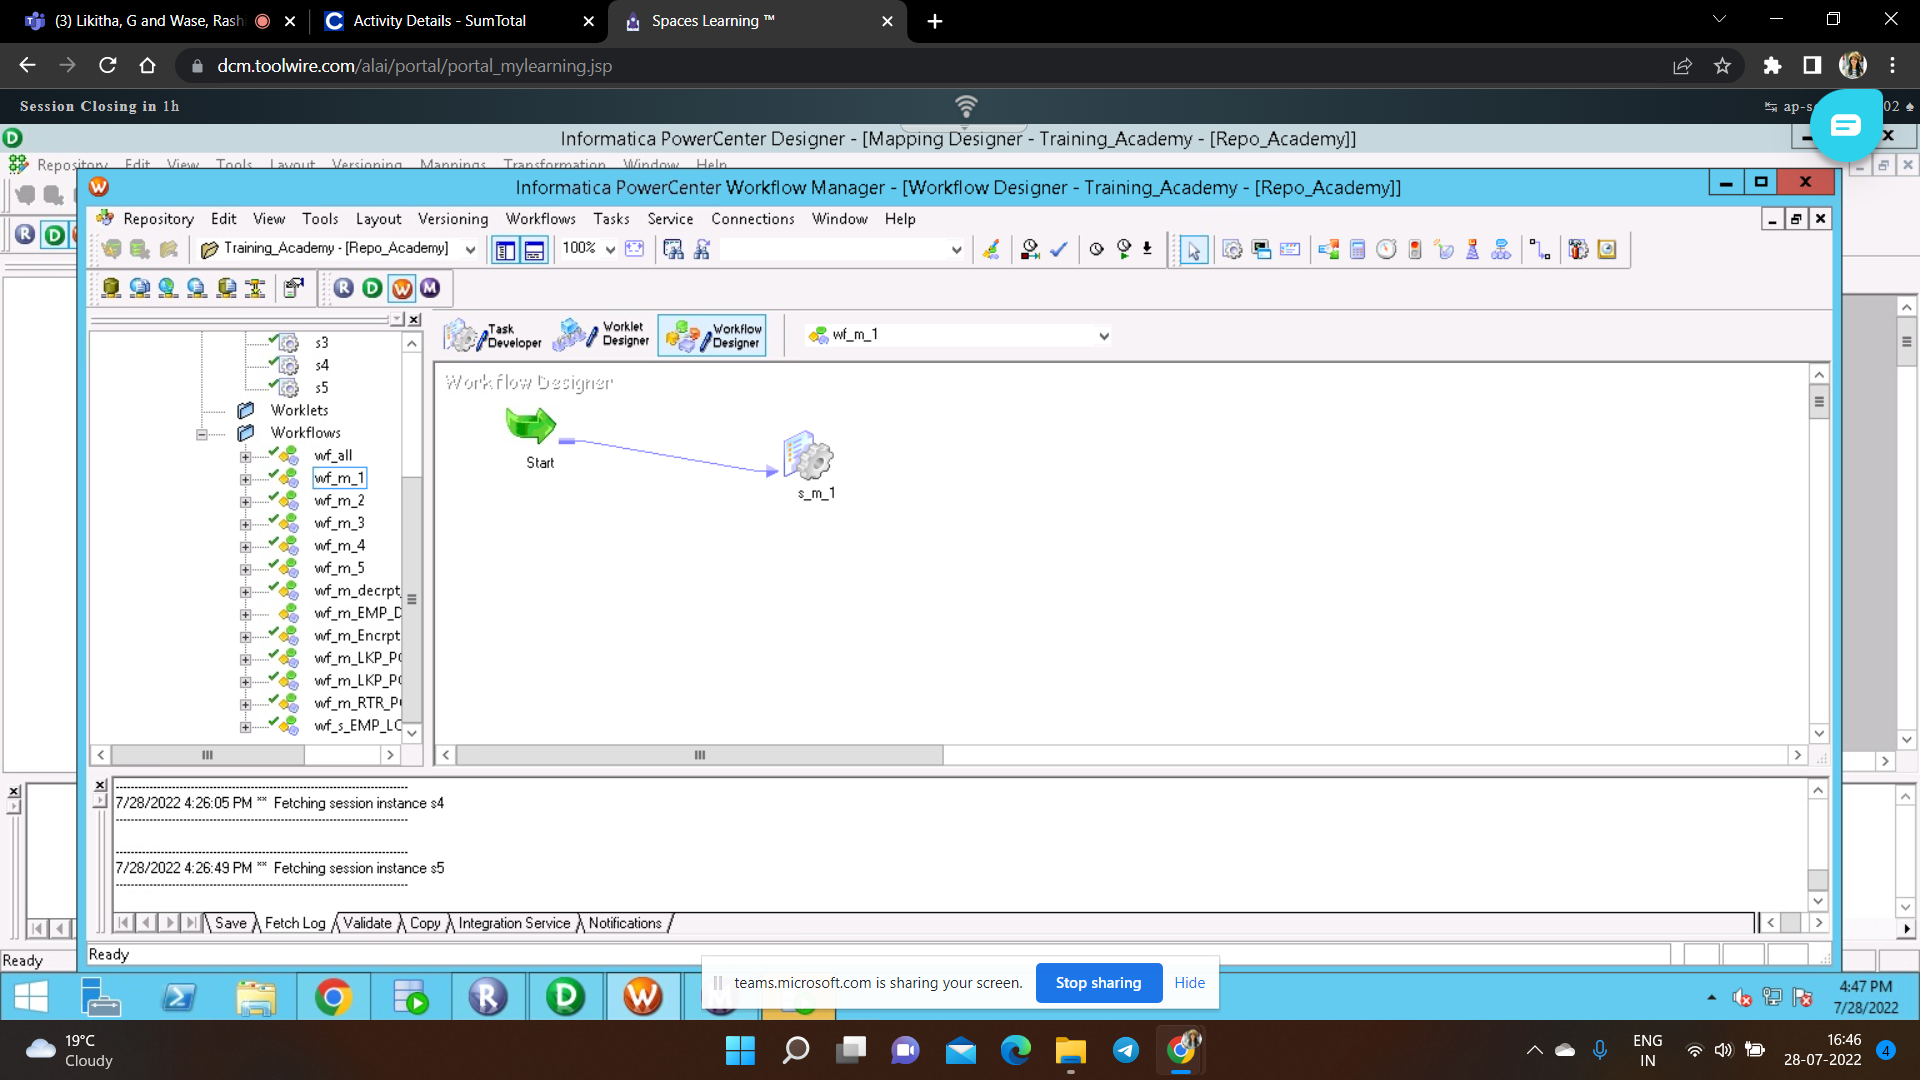 (3) Likitha, G and Wase, Rash
Activity Details - SumTotal
Spaces Learning ™
dcm.toolwire.com/alai/portal/portal_mylearning.jsp
Session Closing in 1h
Informatica PowerCenter Designer - [Mapping Designer - Training_Academy - [Repo_Academy]]
Repository Edit View Tools Layout Versioning Mappings Transformation Window Help
Informatica PowerCenter Workflow Manager - [Workflow Designer - Training_Academy - [Repo_Academy]]
Repository Edit View Tools Layout Versioning Workflows Tasks Service Connections Window Help
Training_Academy - [Repo_Academy]
100%
R D W M
Task Developer
Worklet Designer
Workflow Designer
wf_m_1
s3
s4
s5
Worklets
Workflows
wf_all
wf_m_1
wf_m_2
wf_m_3
wf_m_4
wf_m_5
wf_m_decrpt_
wf_m_EMP_D
wf_m_Encrpt
wf_m_LKP_P
wf_m_LKP_P
wf_m_RTR_P
wf_s_EMP_LC
Workflow Designer
Start
s_m_1
7/28/2022 4:26:05 PM ** Fetching session instance s4
7/28/2022 4:26:49 PM ** Fetching session instance s5
Save Fetch Log Validate Copy Integration Service Notifications
Ready
Ready
teams.microsoft.com is sharing your screen.
Stop sharing
Hide
4:47 PM
7/28/2022
19°C
Cloudy
ENG
IN
16:46
28-07-2022
4